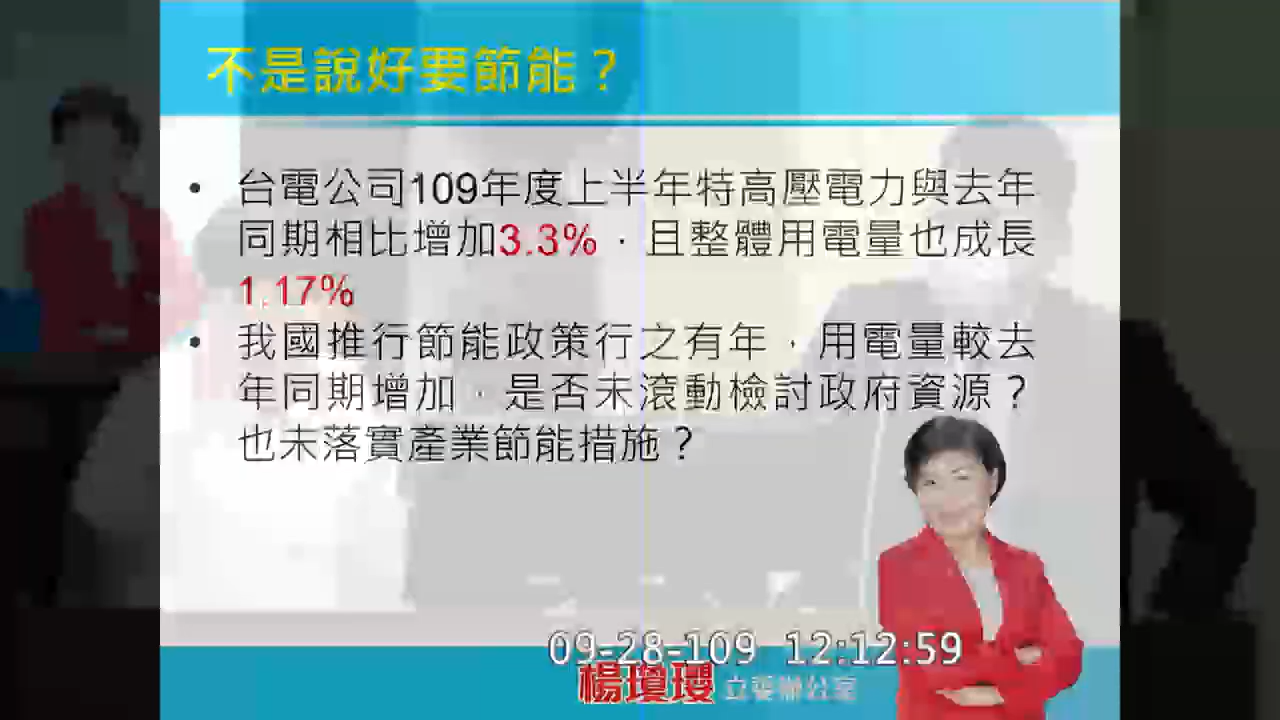 不是說好要節能？
• 台電公司109年度上半年特高壓電力與去年
同期相比增加3.3%，且整體用電量也成長
1.17%
• 我國推行節能政策行之有年，用電量較去
年同期增加，是否未滾動檢討政府資源？
也未落實產業節能措施？
09-28-109 12:12:59
楊瓊瓔 立委辦公室